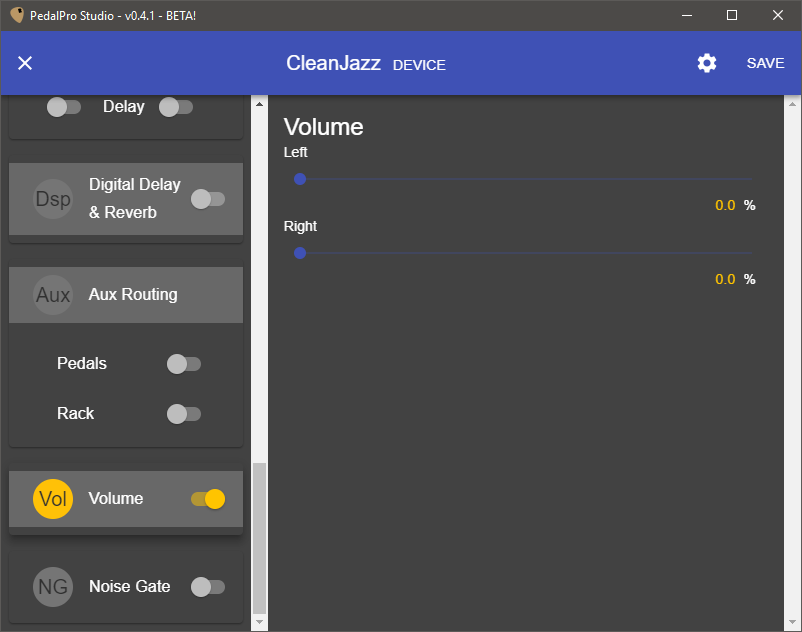 PedalPro Studio - v0.4.1 - BETA!
CleanJazz DEVICE
SAVE
Delay
Dsp
Digital Delay
& Reverb
Aux
Aux Routing
Pedals
Rack
Vol
Volume
NG
Noise Gate
Volume
Left
0.0 %
Right
0.0 %